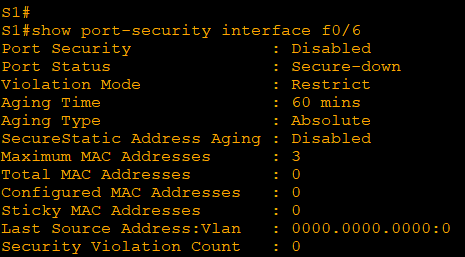 S1#
S1#show port-security interface f0/6
Port Security              : Disabled
Port Status                : Secure-down
Violation Mode             : Restrict
Aging Time                 : 60 mins
Aging Type                 : Absolute
SecureStatic Address Aging : Disabled
Maximum MAC Addresses      : 3
Total MAC Addresses        : 0
Configured MAC Addresses   : 0
Sticky MAC Addresses       : 0
Last Source Address:Vlan   : 0000.0000.0000:0
Security Violation Count   : 0